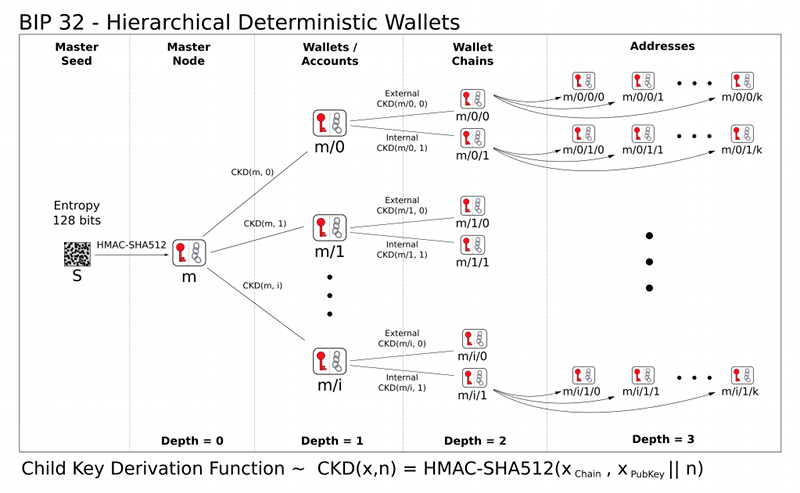 BIP 32 - Hierarchical Deterministic Wallets
Master
Seed
Master
Node
Wallets /
Accounts
Wallet
Chains
Addresses
Entropy
128 bits
S
HMAC-SHA512
m
CKD(m, 0)
CKD(m, 1)
CKD(m, i)
m/0
m/1
m/i
External
CKD(m/0, 0)
Internal
CKD(m/0, 1)
External
CKD(m/1, 0)
Internal
CKD(m/1, 1)
External
CKD(m/i, 0)
Internal
CKD(m/i, 1)
m/0/0
m/0/1
m/1/0
m/1/1
m/i/0
m/i/1
m/0/0/0
m/0/0/1
m/0/0/k
m/0/1/0
m/0/1/1
m/0/1/k
m/i/1/0
m/i/1/1
m/i/1/k
Depth = 0
Depth = 1
Depth = 2
Depth = 3
Child Key Derivation Function ~ CKD(x,n) = HMAC-SHA512(x Chain , x PubKey || n)